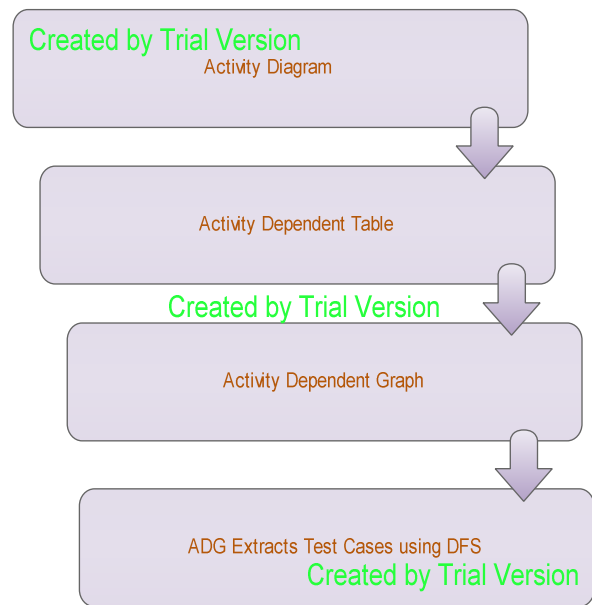 Created by Trial Version
Activity Diagram
Activity Dependent Table
Created by Trial Version
Activity Dependent Graph
ADG Extracts Test Cases using DFS
Created by Trial Version